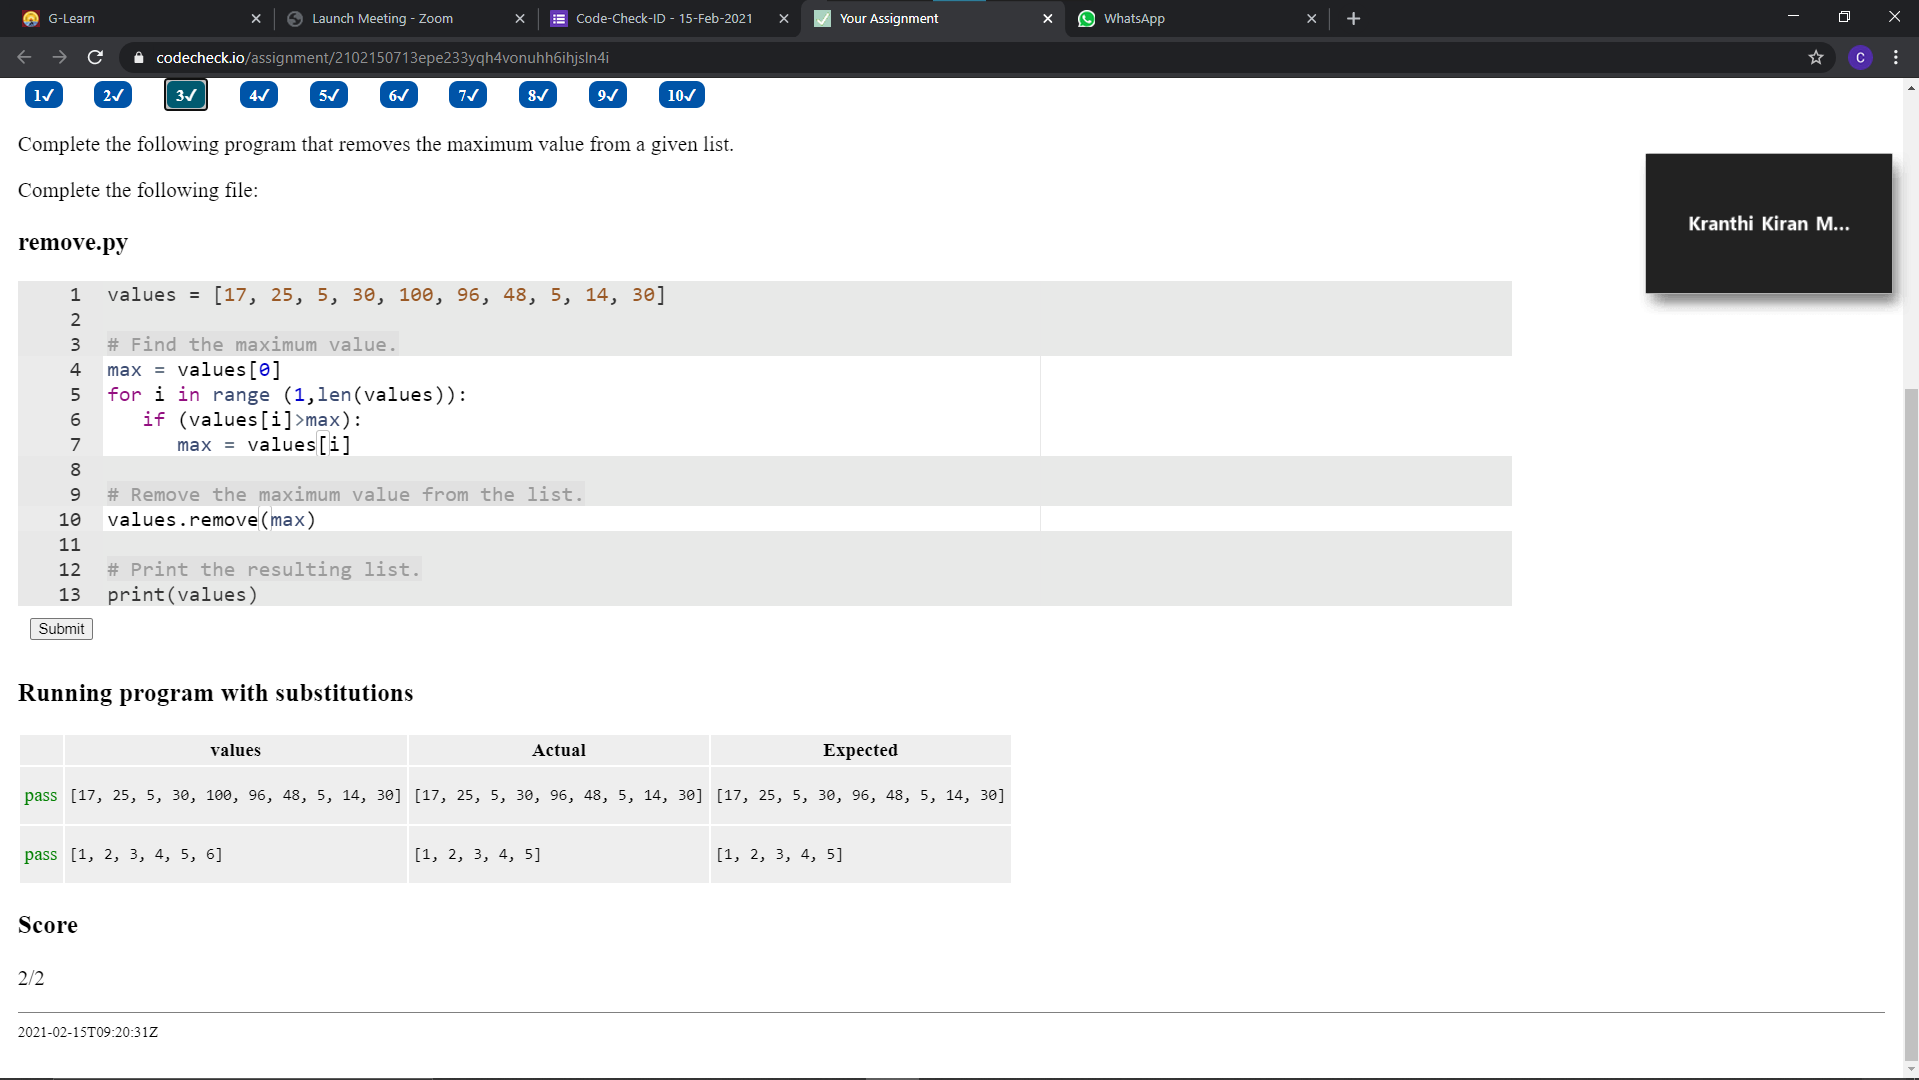 G-Learn
Launch Meeting - Zoom
Code-Check-ID - 15-Feb-2021
Your Assignment
WhatsApp
codecheck.io/assignment/2102150713epe233yqh4vonuhh6ihjsln4i
C
1✓ 2✓ 3✓ 4✓ 5✓ 6✓ 7✓ 8✓ 9✓ 10✓
Complete the following program that removes the maximum value from a given list.
Complete the following file:
Kranthi Kiran M...
remove.py
1 values = [17, 25, 5, 30, 100, 96, 48, 5, 14, 30]
2
3 # Find the maximum value.
4 max = values[0]
5 for i in range (1,len(values)):
6    if (values[i]>max):
7       max = values[i]
8
9 # Remove the maximum value from the list.
10 values.remove(max)
11
12 # Print the resulting list.
13 print(values)
Submit
Running program with substitutions
values Actual Expected
pass [17, 25, 5, 30, 100, 96, 48, 5, 14, 30] [17, 25, 5, 30, 96, 48, 5, 14, 30] [17, 25, 5, 30, 96, 48, 5, 14, 30]
pass [1, 2, 3, 4, 5, 6] [1, 2, 3, 4, 5] [1, 2, 3, 4, 5]
Score
2/2
2021-02-15T09:20:31Z